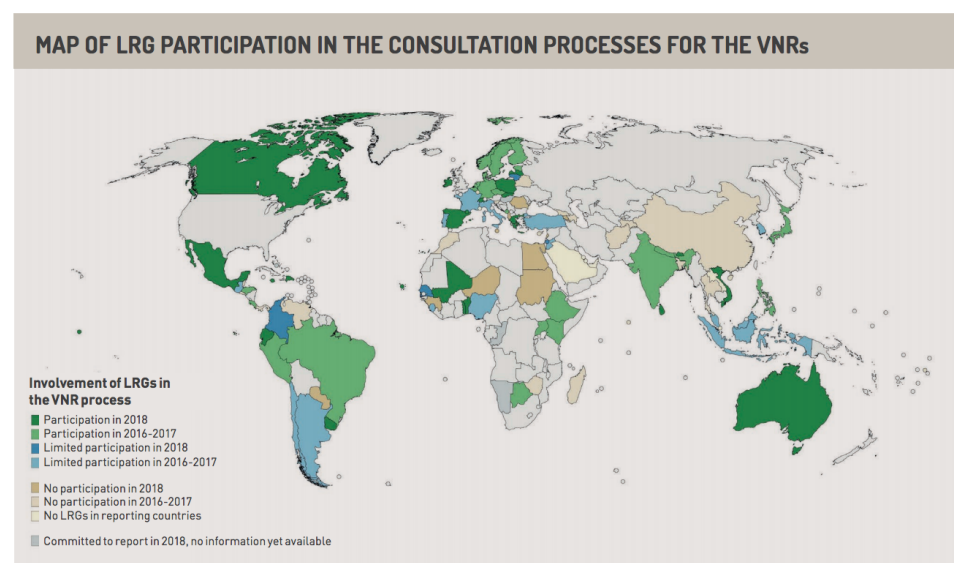 MAP OF LRG PARTICIPATION IN THE CONSULTATION PROCESSES FOR THE VNRs
Involvement of LRGs in
the VNR process
Participation in 2018
Participation in 2016-2017
Limited participation in 2018
Limited participation in 2016-2017
No participation in 2018
No participation in 2016-2017
No LRGs in reporting countries
Committed to report in 2018, no information yet available